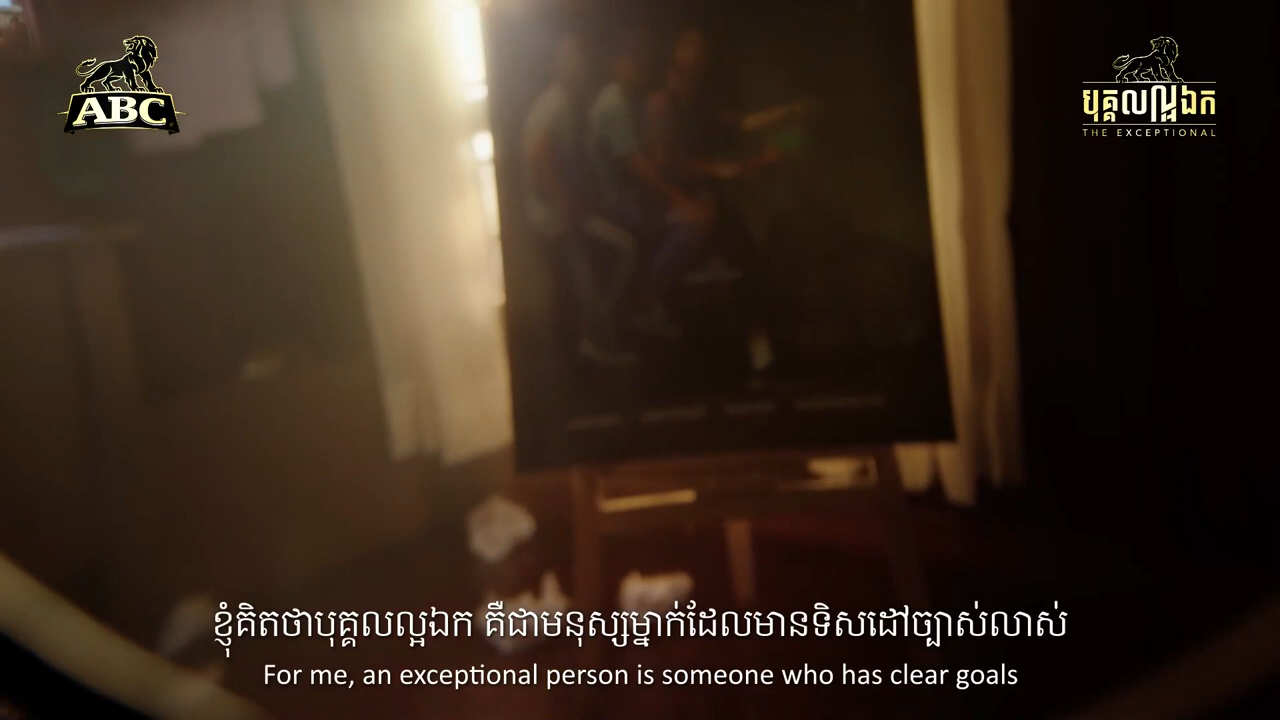 ABC
បុគ្គលល្អឯក
THE EXCEPTIONAL
ខ្ញុំគិតថាបុគ្គលល្អឯក គឺជាមនុស្សម្នាក់ដែលមានទិសដៅច្បាស់លាស់
For me, an exceptional person is someone who has clear goals